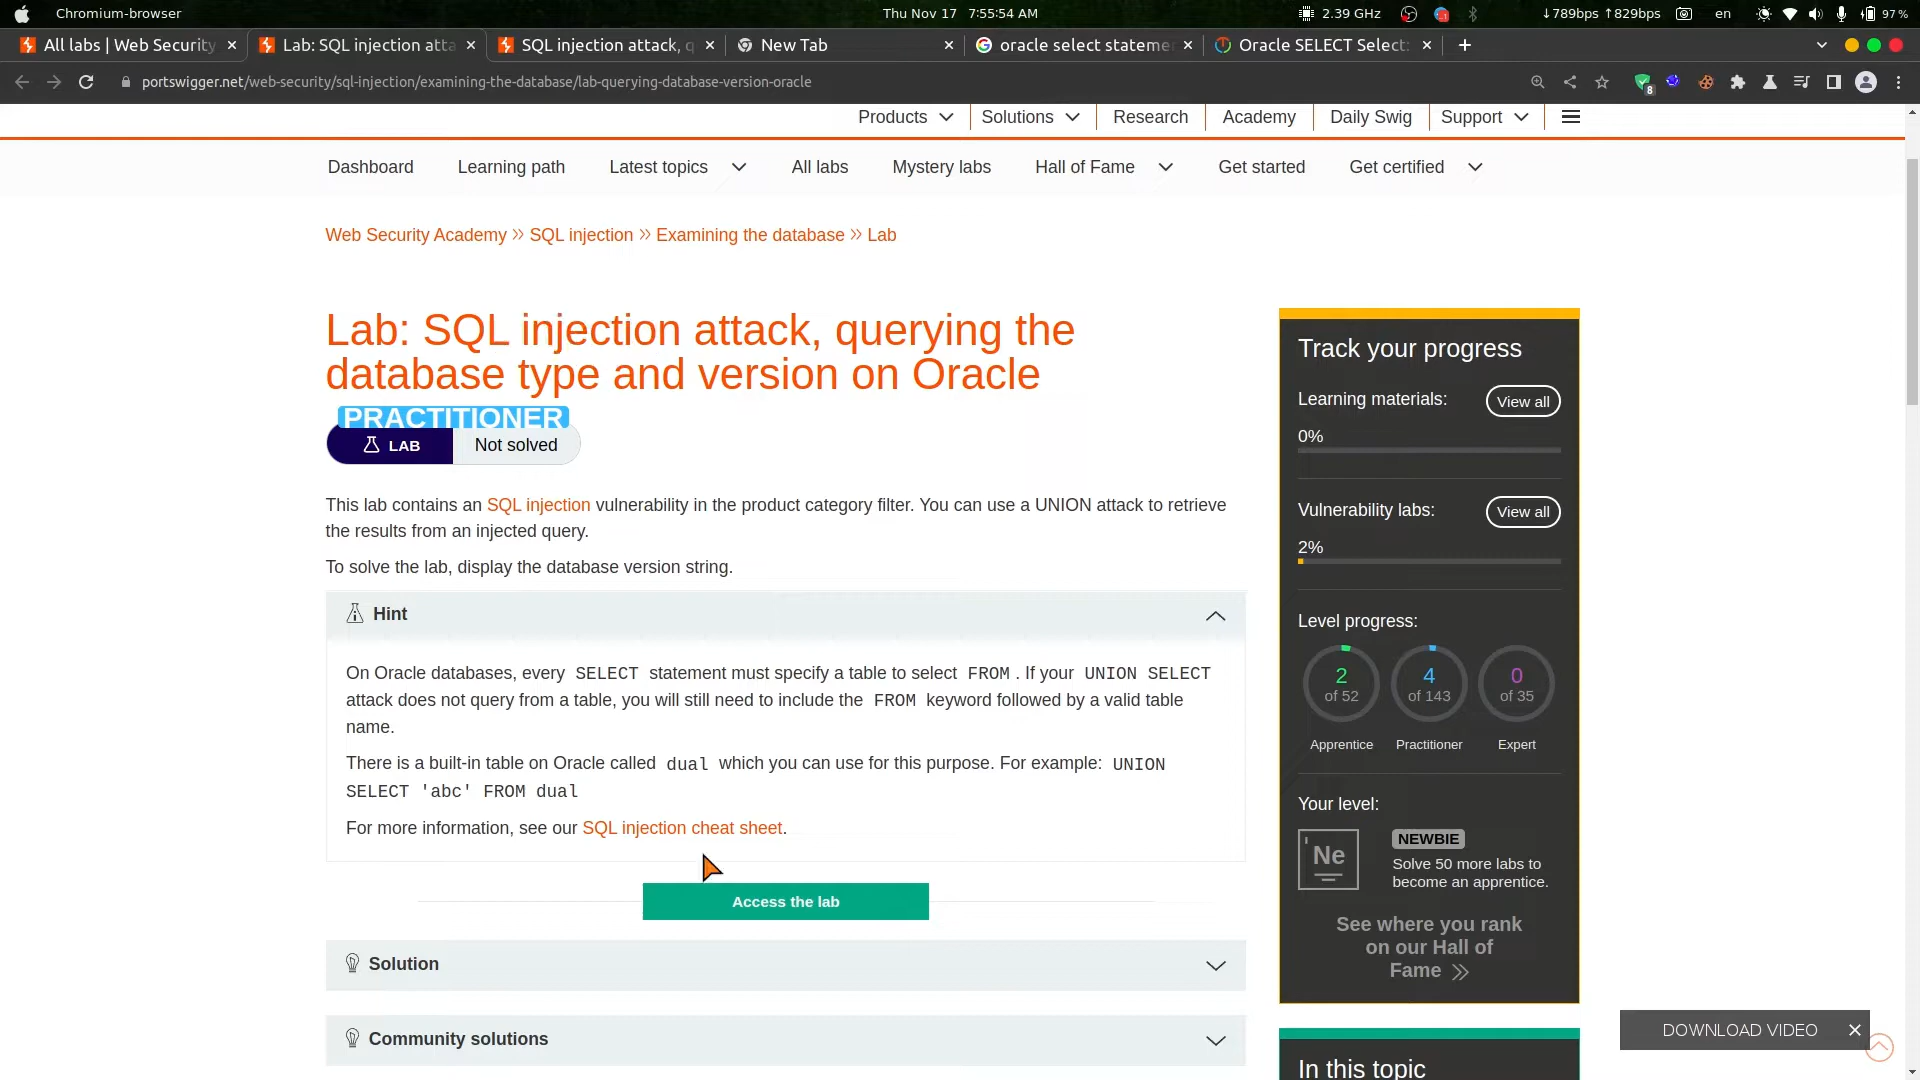 Chromium-browser
Thu Nov 17 7:55:54 AM
2.39 GHz
↓789bps ↑829bps
en
97%
All labs | Web Security
Lab: SQL injection atta
SQL injection attack, q
New Tab
oracle select stateme
Oracle SELECT Select:
portswigger.net/web-security/sql-injection/examining-the-database/lab-querying-database-version-oracle
8
Products
Solutions
Research
Academy
Daily Swig
Support
Dashboard
Learning path
Latest topics
All labs
Mystery labs
Hall of Fame
Get started
Get certified
Web Security Academy » SQL injection » Examining the database » Lab
Lab: SQL injection attack, querying the
database type and version on Oracle
PRACTITIONER
LAB
Not solved
This lab contains an SQL injection vulnerability in the product category filter. You can use a UNION attack to retrieve
the results from an injected query.
To solve the lab, display the database version string.
Hint
On Oracle databases, every SELECT statement must specify a table to select FROM. If your UNION SELECT
attack does not query from a table, you will still need to include the FROM keyword followed by a valid table
name.
There is a built-in table on Oracle called dual which you can use for this purpose. For example: UNION
SELECT 'abc' FROM dual
For more information, see our SQL injection cheat sheet.
Access the lab
Solution
Community solutions
Track your progress
Learning materials:
View all
0%
Vulnerability labs:
View all
2%
Level progress:
2
of 52
4
of 143
0
of 35
Apprentice
Practitioner
Expert
Your level:
Ne
NEWBIE
Solve 50 more labs to
become an apprentice.
See where you rank
on our Hall of
Fame »
In this topic
DOWNLOAD VIDEO